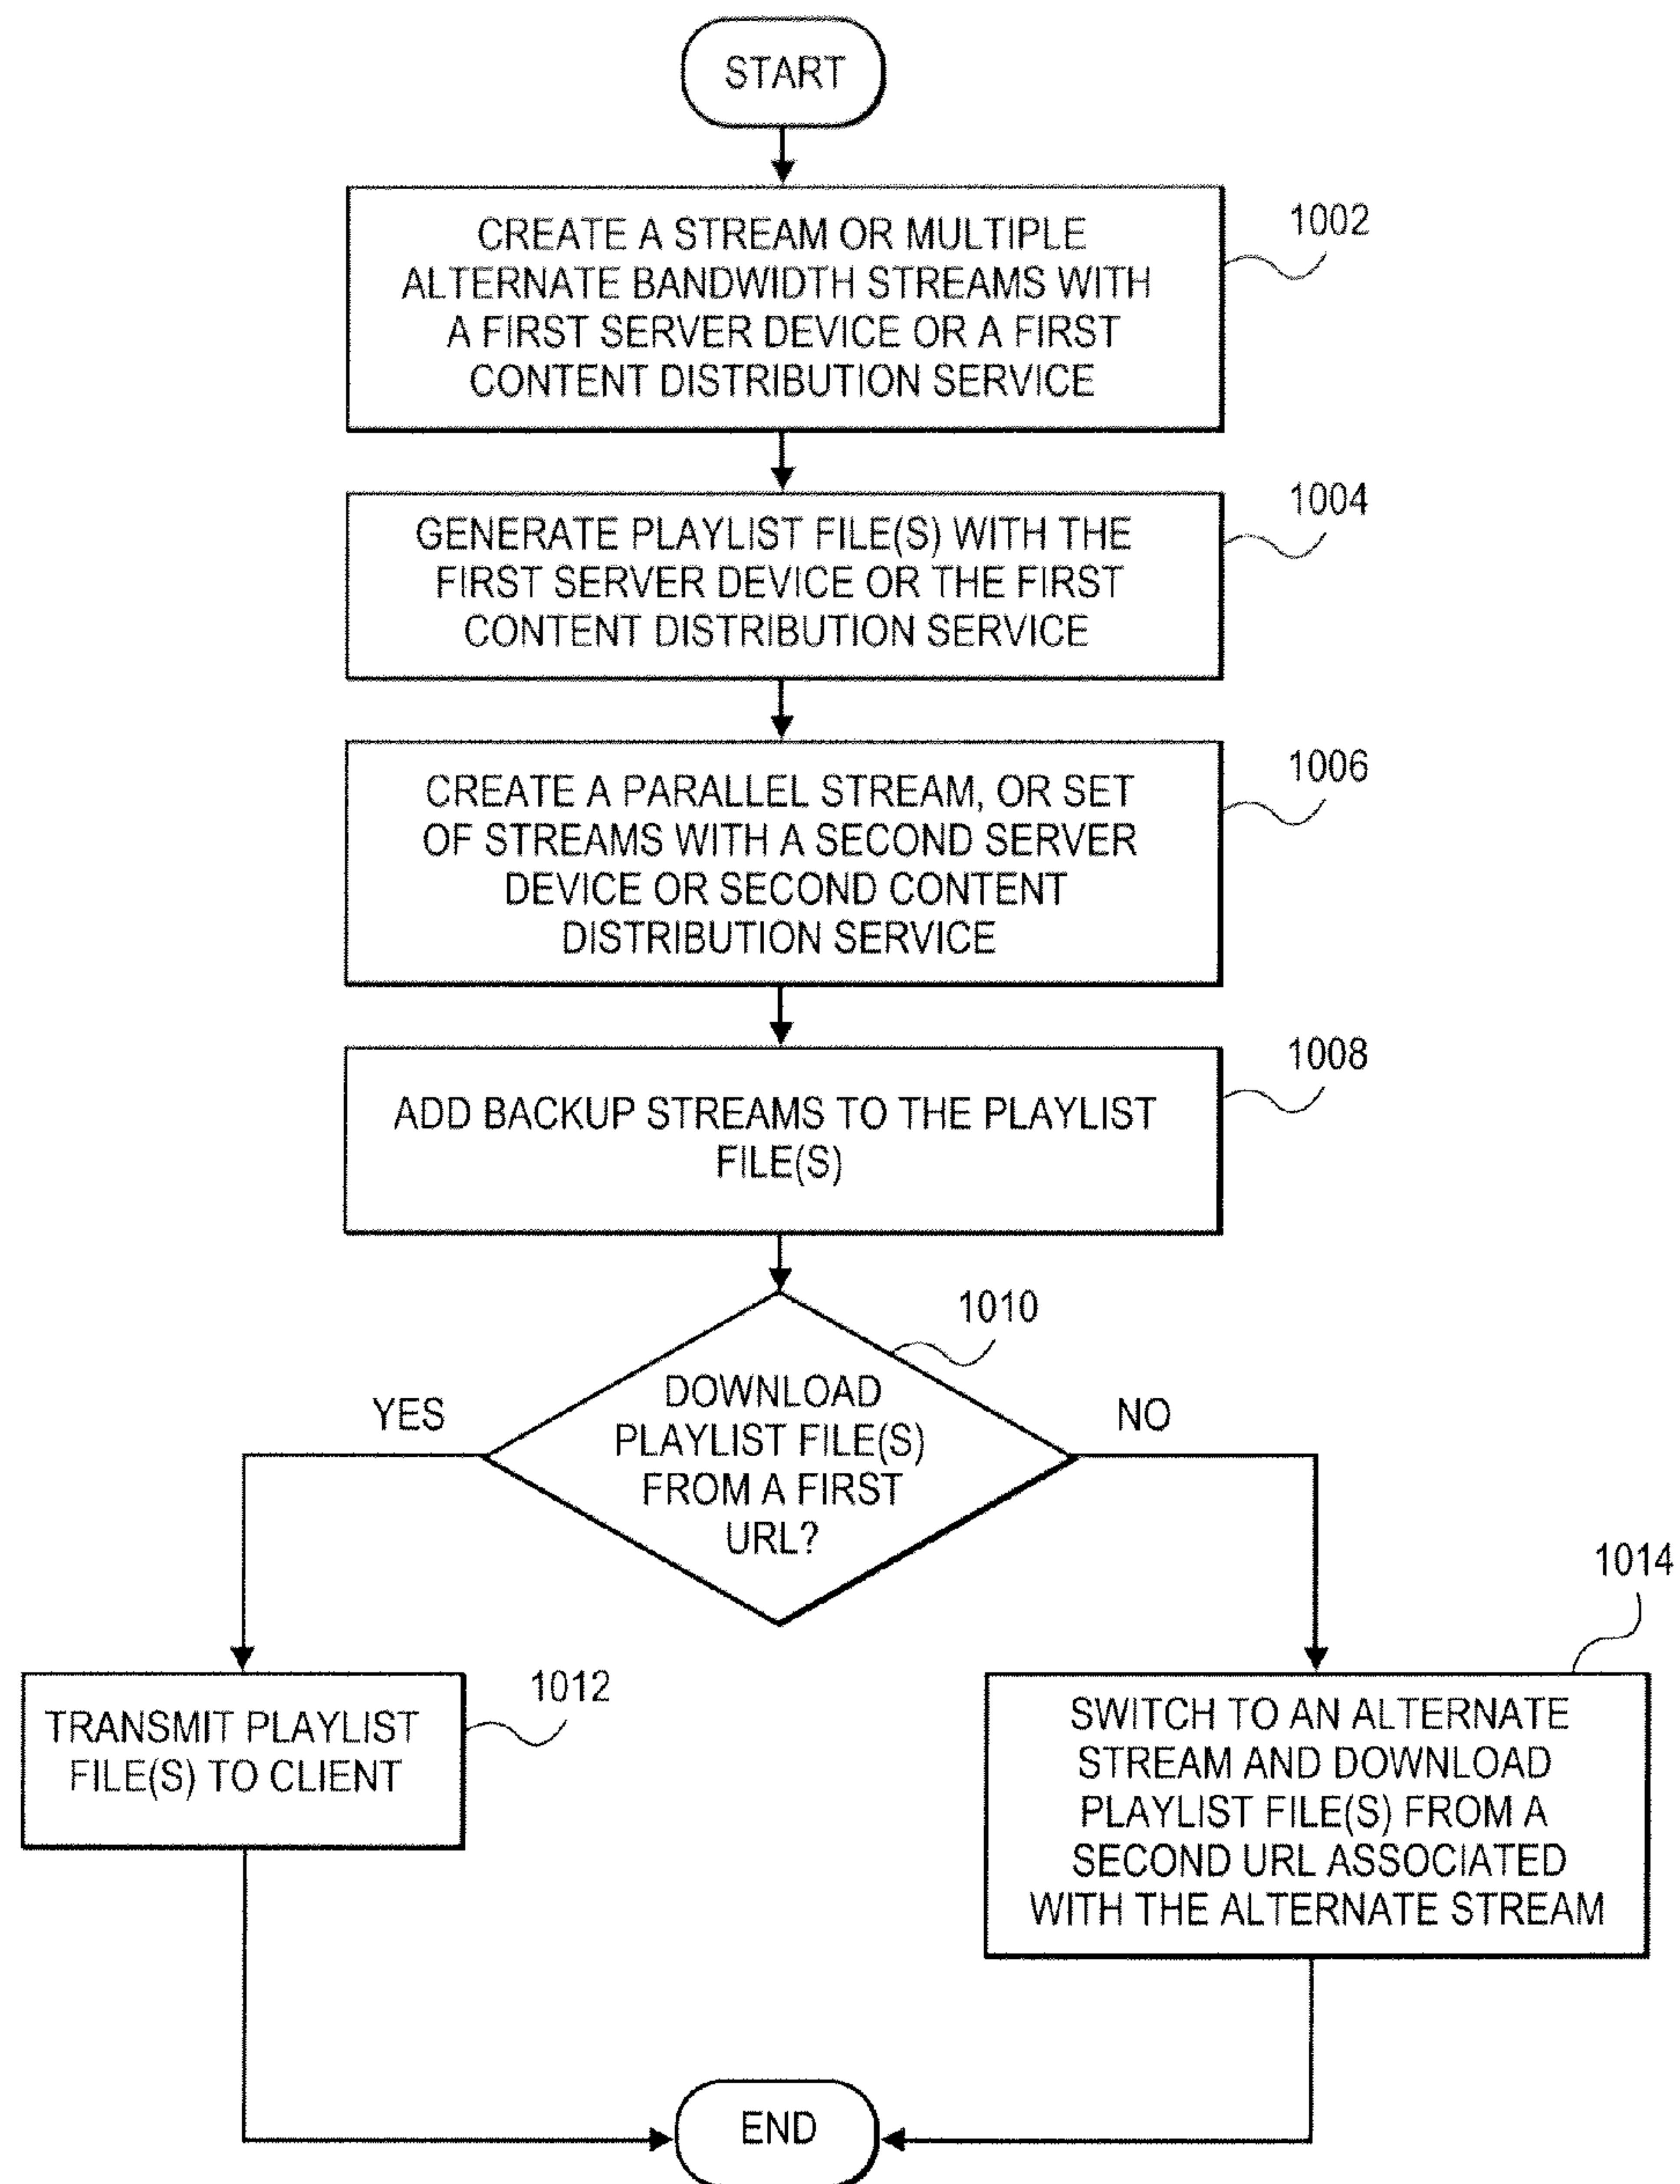 START
CREATE A STREAM OR MULTIPLE
ALTERNATE BANDWIDTH STREAMS WITH
A FIRST SERVER DEVICE OR A FIRST
CONTENT DISTRIBUTION SERVICE
1002
GENERATE PLAYLIST FILE(S) WITH THE
FIRST SERVER DEVICE OR THE FIRST
CONTENT DISTRIBUTION SERVICE
1004
CREATE A PARALLEL STREAM, OR SET
OF STREAMS WITH A SECOND SERVER
DEVICE OR SECOND CONTENT
DISTRIBUTION SERVICE
1006
ADD BACKUP STREAMS TO THE PLAYLIST
FILE(S)
1008
DOWNLOAD
PLAYLIST FILE(S)
FROM A FIRST
URL?
1010
YES
NO
TRANSMIT PLAYLIST
FILE(S) TO CLIENT
1012
SWITCH TO AN ALTERNATE
STREAM AND DOWNLOAD
PLAYLIST FILE(S) FROM A
SECOND URL ASSOCIATED
WITH THE ALTERNATE STREAM
1014
END